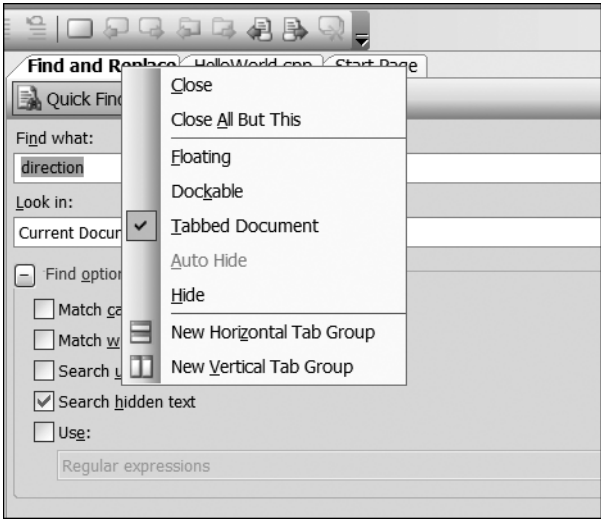 Find and Replace HelloWorld.cpp Start Page
Quick Find
Close
Close All But This
Floating
Dockable
Tabbed Document
Auto Hide
Hide
New Horizontal Tab Group
New Vertical Tab Group
Find what:
direction
Look in:
Current Docum
Find option
Match ca
Match w
Search u
Search hidden text
Use:
Regular expressions